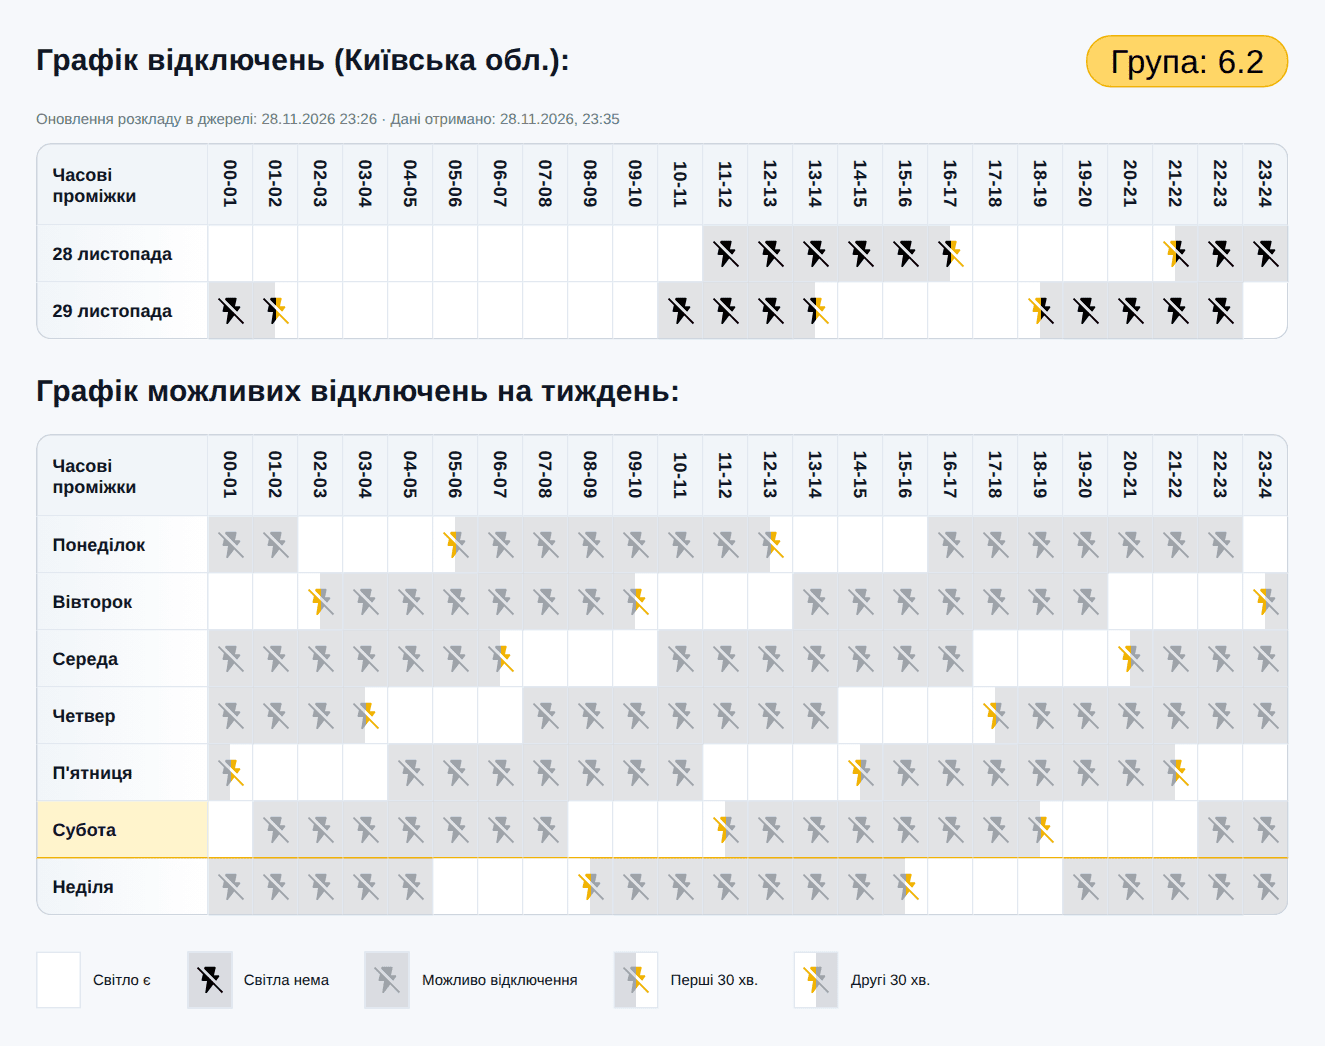 Графік відключень (Київська обл.):
Група: 6.2
Оновлення розкладу в джерелі: 28.11.2026 23:26 · Дані отримано: 28.11.2026, 23:35
Часові проміжки 00-01 01-02 02-03 03-04 04-05 05-06 06-07 07-08 08-09 09-10 10-11 11-12 12-13 13-14 14-15 15-16 16-17 17-18 18-19 19-20 20-21 21-22 22-23 23-24
28 листопада
29 листопада
Графік можливих відключень на тиждень:
Часові проміжки 00-01 01-02 02-03 03-04 04-05 05-06 06-07 07-08 08-09 09-10 10-11 11-12 12-13 13-14 14-15 15-16 16-17 17-18 18-19 19-20 20-21 21-22 22-23 23-24
Понеділок
Вівторок
Середа
Четвер
П'ятниця
Субота
Неділя
Світло є Світла нема Можливо відключення Перші 30 хв. Другі 30 хв.